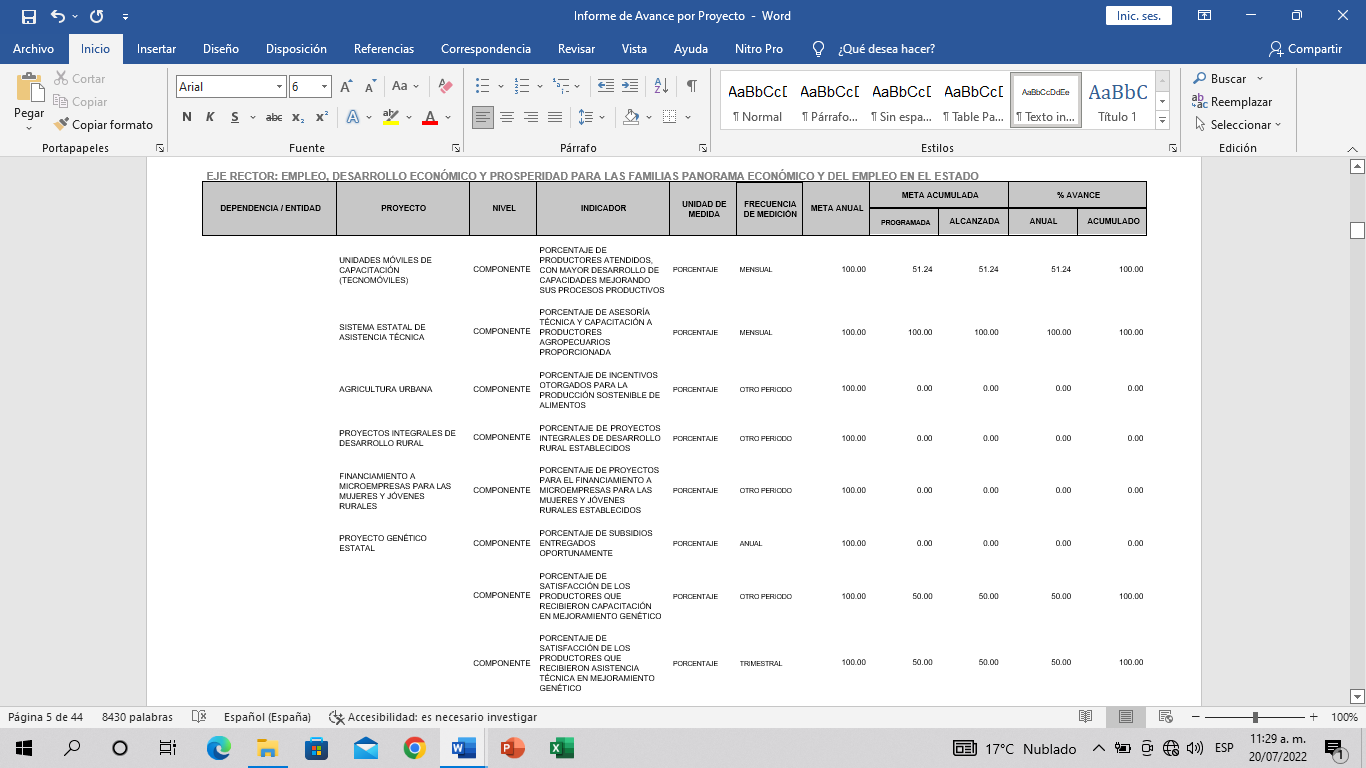 Informe de Avance por Proyecto - Word
Inic. ses.
Archivo Inicio Insertar Diseño Disposición Referencias Correspondencia Revisar Vista Ayuda Nitro Pro ¿Qué desea hacer? Compartir
Pegar
Cortar
Copiar
Copiar formato
Portapapeles
Arial 6
N K S abc x₂ x²
Fuente
Párrafo
AaBbCcD AaBbCcD AaBbCcD AaBbCcD AaBbCcDdEe AaBbC
¶ Normal ¶ Párrafo... ¶ Sin espa... ¶ Table Pa... ¶ Texto in... Título 1
Estilos
Buscar
Reemplazar
Seleccionar
Edición
EJE RECTOR: EMPLEO, DESARROLLO ECONÓMICO Y PROSPERIDAD PARA LAS FAMILIAS PANORAMA ECONÓMICO Y DEL EMPLEO EN EL ESTADO
DEPENDENCIA / ENTIDAD
PROYECTO
NIVEL
INDICADOR
UNIDAD DE
MEDIDA
FRECUENCIA
DE MEDICIÓN
META ANUAL
META ACUMULADA
PROGRAMADA
ALCANZADA
% AVANCE
ANUAL
ACUMULADO
UNIDADES MÓVILES DE
CAPACITACIÓN
(TECNOMÓVILES)
COMPONENTE
PORCENTAJE DE
PRODUCTORES ATENDIDOS,
CON MAYOR DESARROLLO DE
CAPACIDADES MEJORANDO
SUS PROCESOS PRODUCTIVOS
PORCENTAJE MENSUAL 100.00 51.24 51.24 51.24 100.00
SISTEMA ESTATAL DE
ASISTENCIA TÉCNICA
COMPONENTE
PORCENTAJE DE ASESORÍA
TÉCNICA Y CAPACITACIÓN A
PRODUCTORES
AGROPECUARIOS
PROPORCIONADA
PORCENTAJE MENSUAL 100.00 100.00 100.00 100.00 100.00
AGRICULTURA URBANA
COMPONENTE
PORCENTAJE DE INCENTIVOS
OTORGADOS PARA LA
PRODUCCIÓN SOSTENIBLE DE
ALIMENTOS
PORCENTAJE OTRO PERIODO 100.00 0.00 0.00 0.00 0.00
PROYECTOS INTEGRALES DE
DESARROLLO RURAL
COMPONENTE
PORCENTAJE DE PROYECTOS
INTEGRALES DE DESARROLLO
RURAL ESTABLECIDOS
PORCENTAJE OTRO PERIODO 100.00 0.00 0.00 0.00 0.00
FINANCIAMIENTO A
MICROEMPRESAS PARA LAS
MUJERES Y JÓVENES
RURALES
COMPONENTE
PORCENTAJE DE PROYECTOS
PARA EL FINANCIAMIENTO A
MICROEMPRESAS PARA LAS
MUJERES Y JÓVENES
RURALES ESTABLECIDOS
PORCENTAJE OTRO PERIODO 100.00 0.00 0.00 0.00 0.00
PROYECTO GENÉTICO
ESTATAL
COMPONENTE
PORCENTAJE DE SUBSIDIOS
ENTREGADOS
OPORTUNAMENTE
PORCENTAJE ANUAL 100.00 0.00 0.00 0.00 0.00
COMPONENTE
PORCENTAJE DE
SATISFACCIÓN DE LOS
PRODUCTORES QUE
RECIBIERON CAPACITACIÓN
EN MEJORAMIENTO GENÉTICO
PORCENTAJE OTRO PERIODO 100.00 50.00 50.00 50.00 100.00
COMPONENTE
PORCENTAJE DE
SATISFACCIÓN DE LOS
PRODUCTORES QUE
RECIBIERON ASISTENCIA
TÉCNICA EN MEJORAMIENTO
GENÉTICO
PORCENTAJE TRIMESTRAL 100.00 50.00 50.00 50.00 100.00
Página 5 de 44 8430 palabras Español (España) Accesibilidad: es necesario investigar 100%
17°C Nublado ESP 11:29 a. m.
20/07/2022
1